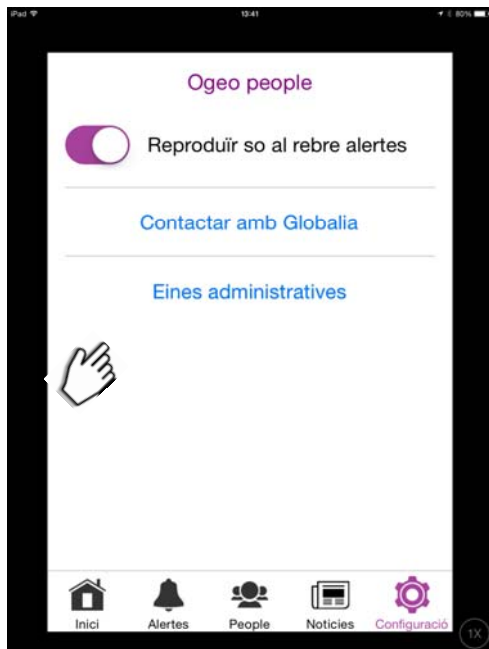 iPad 13:41 80%
Ogeo people
Reproduïr so al rebre alertes
Contactar amb Globalia
Eines administratives
Inici Alertes People Noticies Configuració
1X